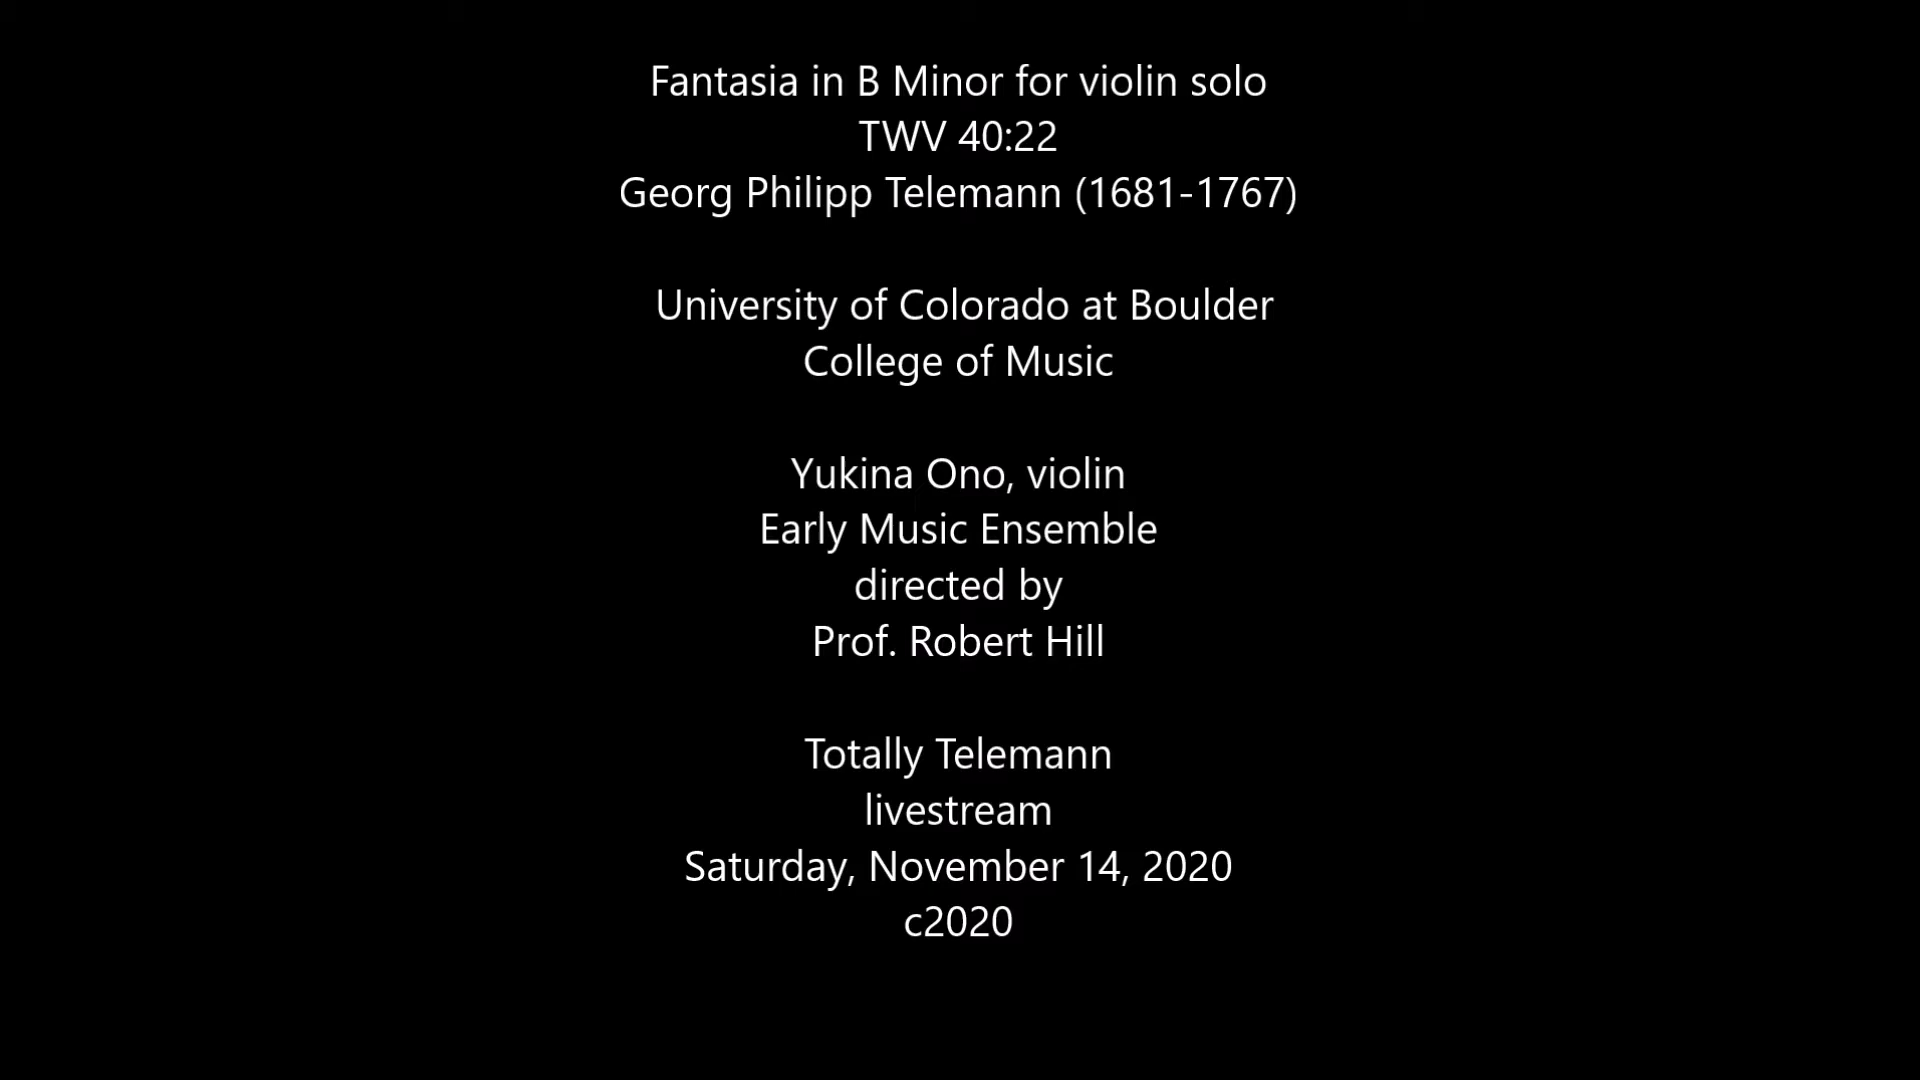 Fantasia in B Minor for violin solo
TWV 40:22
Georg Philipp Telemann (1681-1767)
University of Colorado at Boulder
College of Music
Yukina Ono, violin
Early Music Ensemble
directed by
Prof. Robert Hill
Totally Telemann
livestream
Saturday, November 14, 2020
c2020